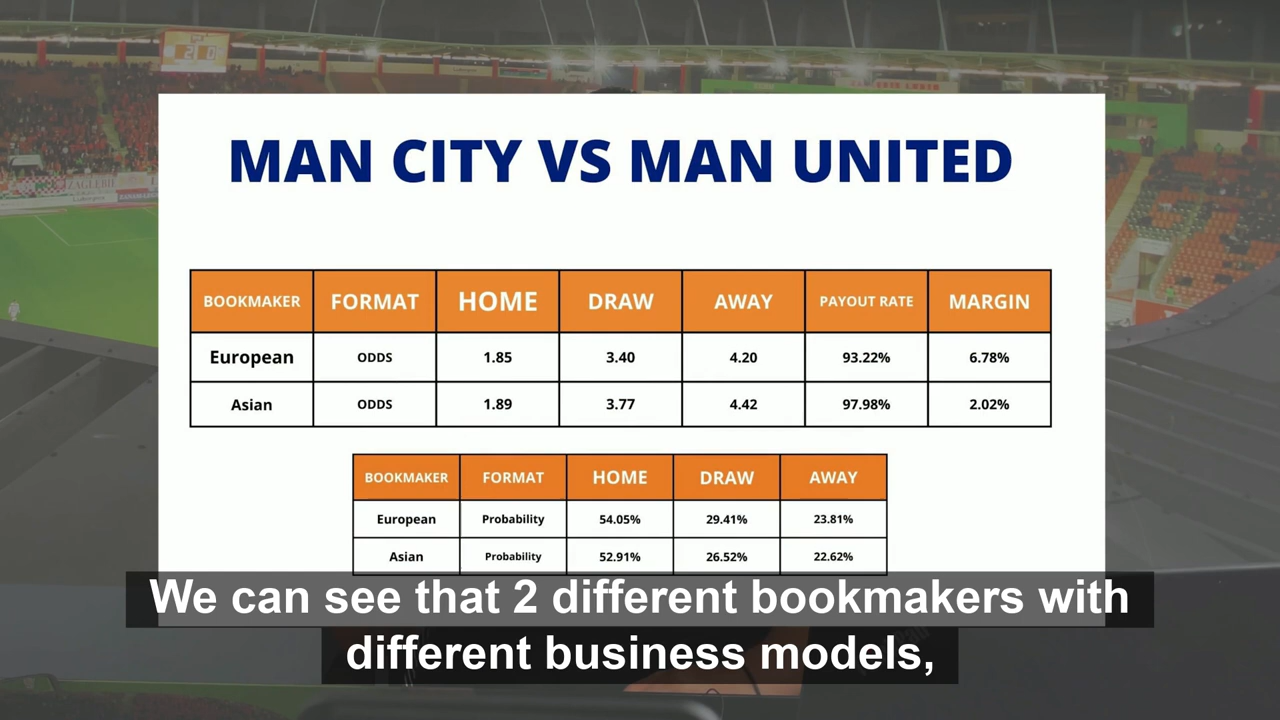 21 0
ZAGŁĘBIE
MAN CITY VS MAN UNITED
BOOKMAKER FORMAT HOME DRAW AWAY PAYOUT RATE MARGIN
European ODDS 1.85 3.40 4.20 93.22% 6.78%
Asian ODDS 1.89 3.77 4.42 97.98% 2.02%
BOOKMAKER FORMAT HOME DRAW AWAY
European Probability 54.05% 29.41% 23.81%
Asian Probability 52.91% 26.52% 22.62%
We can see that 2 different bookmakers with
different business models,